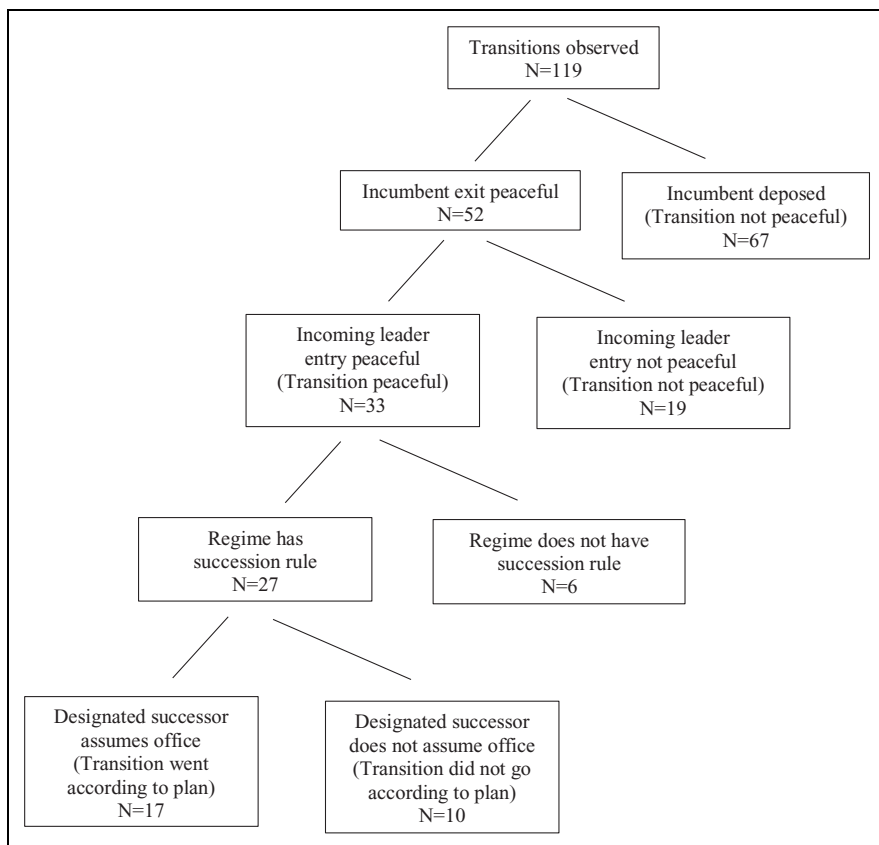 Transitions observed
N=119
Incumbent exit peaceful
N=52
Incumbent deposed
(Transition not peaceful)
N=67
Incoming leader
entry peaceful
(Transition peaceful)
N=33
Incoming leader
entry not peaceful
(Transition not peaceful)
N=19
Regime has
succession rule
N=27
Regime does not have
succession rule
N=6
Designated successor
assumes office
(Transition went
according to plan)
N=17
Designated successor
does not assume office
(Transition did not go
according to plan)
N=10